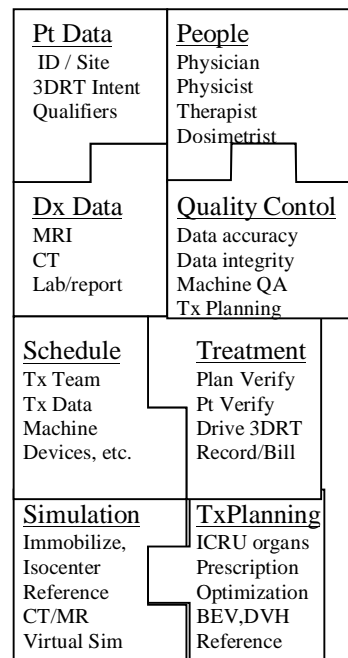 Pt Data
ID / Site
3DRT Intent
Qualifiers
People
Physician
Physicist
Therapist
Dosimetrist
Dx Data
MRI
CT
Lab/report
Quality Contol
Data accuracy
Data integrity
Machine QA
Tx Planning
Schedule
Tx Team
Tx Data
Machine
Devices, etc.
Treatment
Plan Verify
Pt Verify
Drive 3DRT
Record/Bill
Simulation
Immobilize,
Isocenter
Reference
CT/MR
Virtual Sim
TxPlanning
ICRU organs
Prescription
Optimization
BEV,DVH
Reference